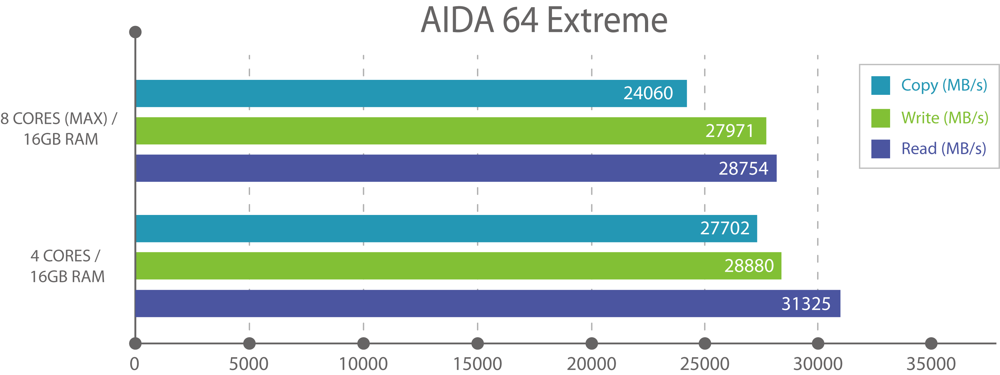 AIDA 64 Extreme
8 CORES (MAX) /
16GB RAM
24060
27971
28754
4 CORES /
16GB RAM
27702
28880
31325
Copy (MB/s)
Write (MB/s)
Read (MB/s)
0 5000 10000 15000 20000 25000 30000 35000